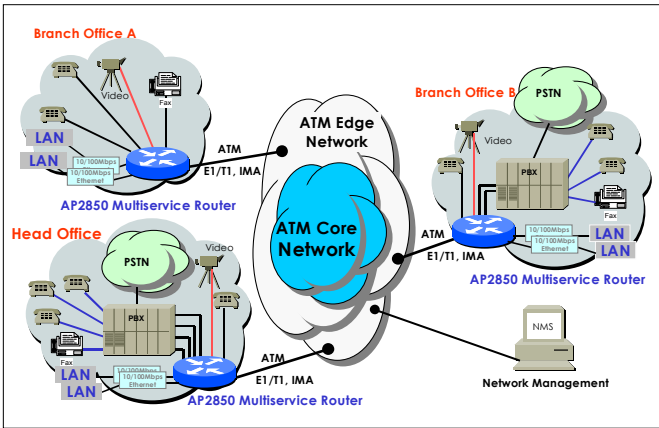 Branch Office A
Video
Fax
LAN
LAN
10/100Mbps
10/100Mbps
Ethernet
ATM
E1/T1, IMA
AP2850 Multiservice Router
ATM Edge
Network
ATM Core
Network
Branch Office B
PSTN
Video
PBX
Fax
ATM
E1/T1, IMA
LAN
LAN
10/100Mbps
10/100Mbps
Ethernet
AP2850 Multiservice Router
Head Office
PSTN
Video
PBX
Fax
LAN
LAN
10/100Mbps
10/100Mbps
Ethernet
ATM
E1/T1, IMA
AP2850 Multiservice Router
NMS
Network Management